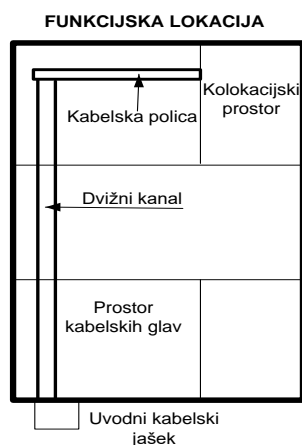 FUNKCIJSKA LOKACIJA
Kolokacijski
prostor
Kabelska polica
Dvižni kanal
Prostor
kabelskih glav
Uvodni kabelski
jašek